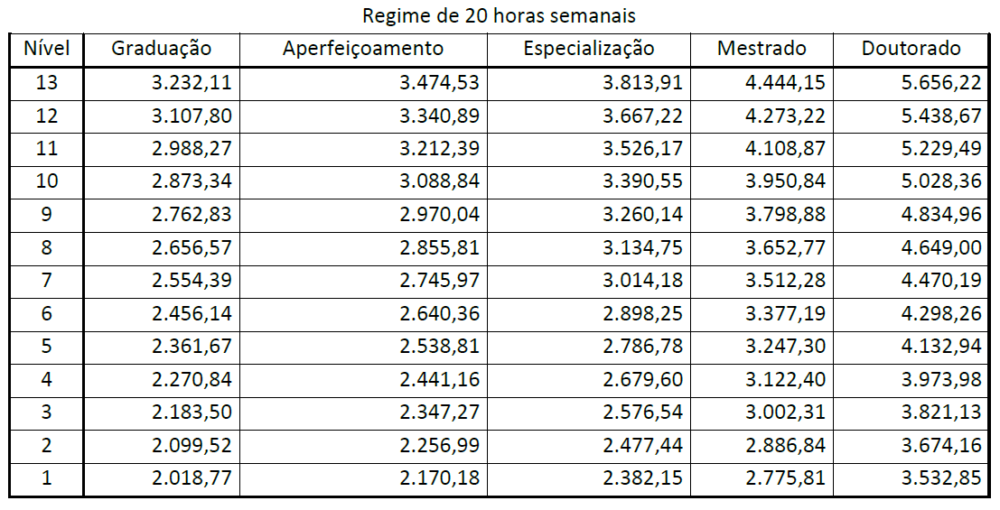 Regime de 20 horas semanais
Nível Graduação Aperfeiçoamento Especialização Mestrado Doutorado
13 3.232,11 3.474,53 3.813,91 4.444,15 5.656,22
12 3.107,80 3.340,89 3.667,22 4.273,22 5.438,67
11 2.988,27 3.212,39 3.526,17 4.108,87 5.229,49
10 2.873,34 3.088,84 3.390,55 3.950,84 5.028,36
9 2.762,83 2.970,04 3.260,14 3.798,88 4.834,96
8 2.656,57 2.855,81 3.134,75 3.652,77 4.649,00
7 2.554,39 2.745,97 3.014,18 3.512,28 4.470,19
6 2.456,14 2.640,36 2.898,25 3.377,19 4.298,26
5 2.361,67 2.538,81 2.786,78 3.247,30 4.132,94
4 2.270,84 2.441,16 2.679,60 3.122,40 3.973,98
3 2.183,50 2.347,27 2.576,54 3.002,31 3.821,13
2 2.099,52 2.256,99 2.477,44 2.886,84 3.674,16
1 2.018,77 2.170,18 2.382,15 2.775,81 3.532,85